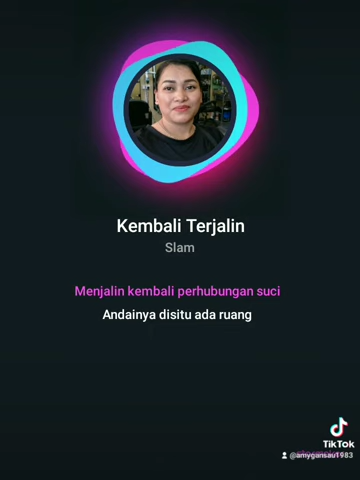 Kembali Terjalin
Slam
Menjalin kembali perhubungan suci
Andainya disitu ada ruang
TikTok
@amygansau1983